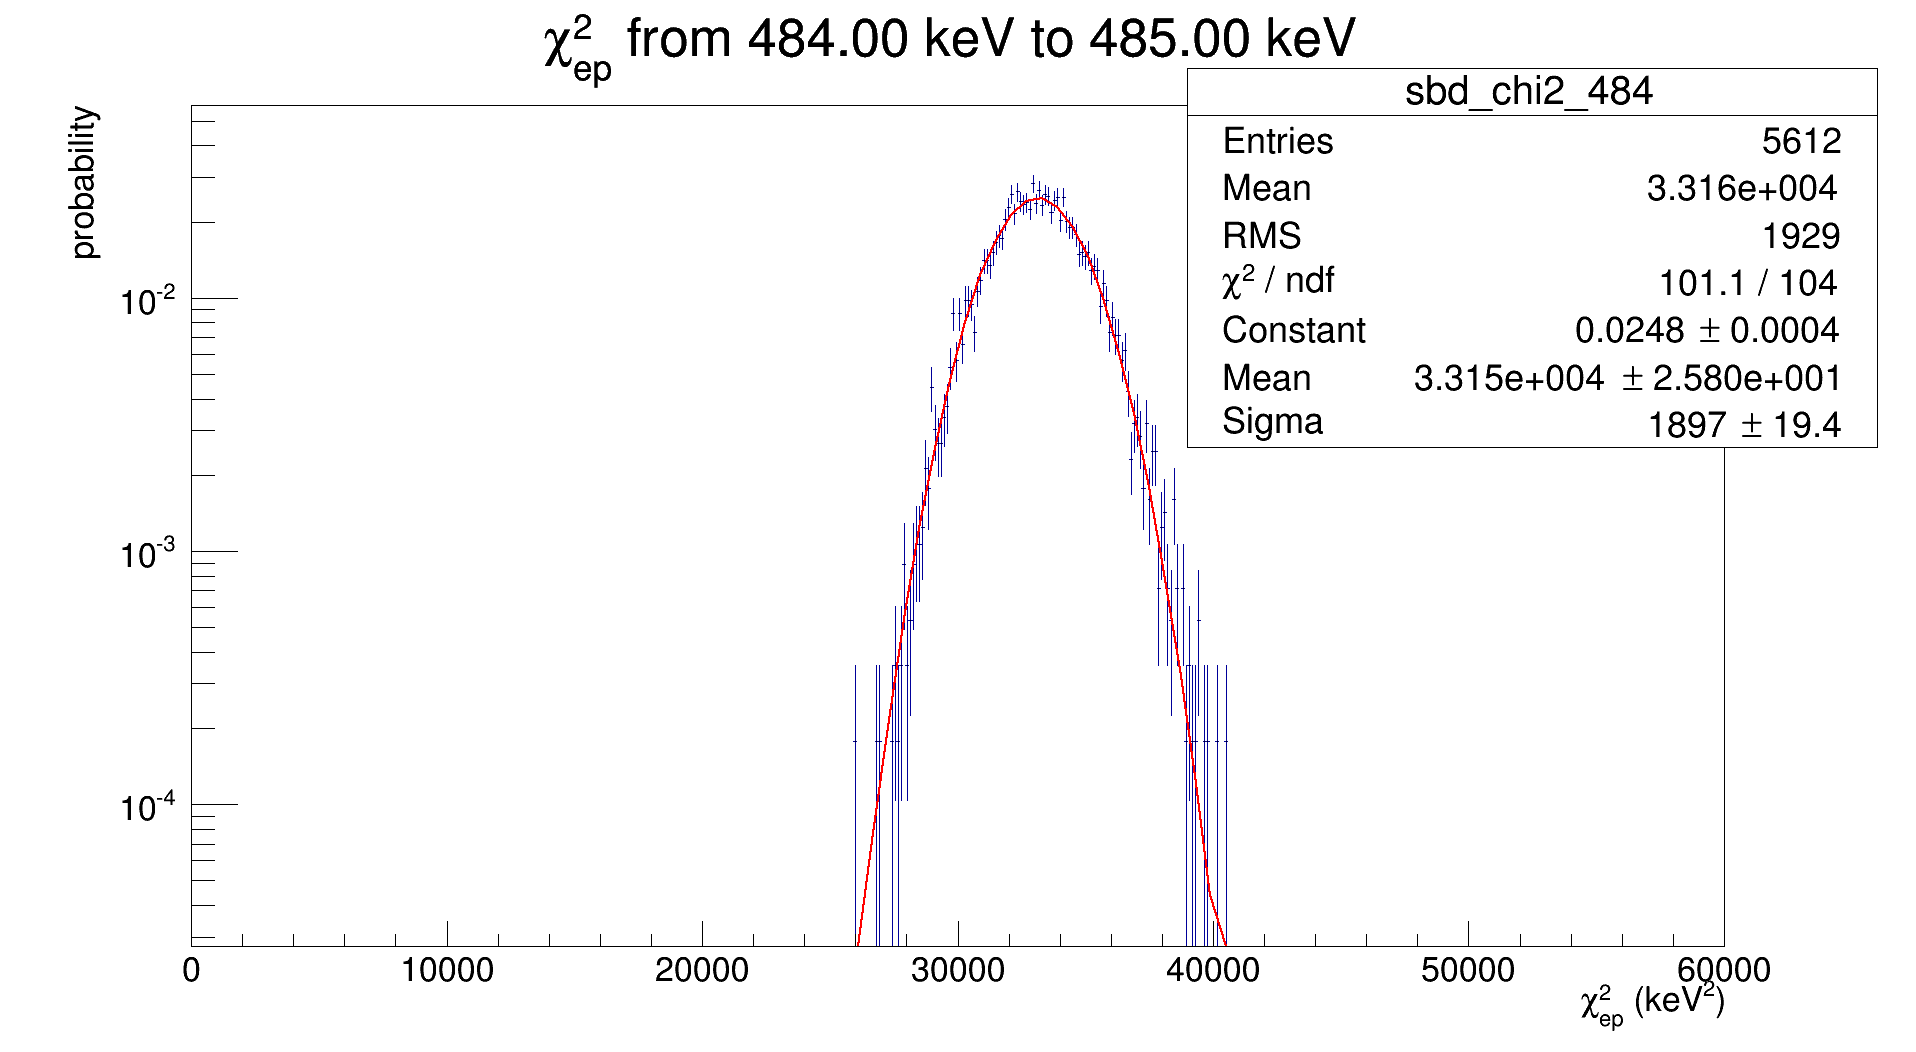 χ²ep from 484.00 keV to 485.00 keV
sbd_chi2_484
Entries 5612
Mean 3.316e+004
RMS 1929
χ² / ndf 101.1 / 104
Constant 0.0248 ± 0.0004
Mean 3.315e+004 ± 2.580e+001
Sigma 1897 ± 19.4
probability
10⁻²
10⁻³
10⁻⁴
0 10000 20000 30000 40000 50000 60000
χ²ep (keV²)